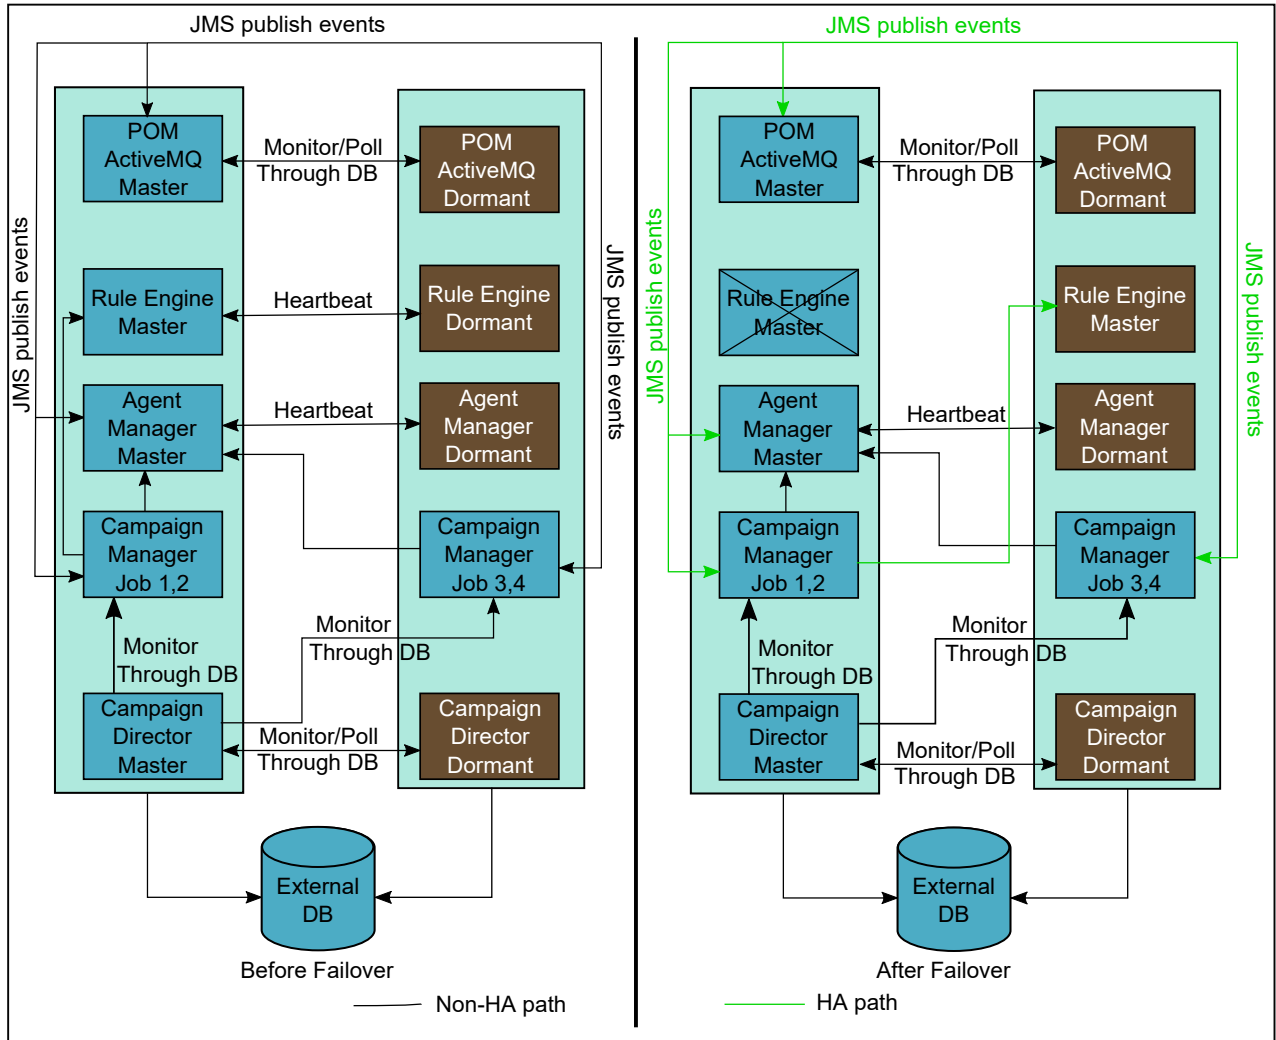 JMS publish events
JMS publish events
JMS publish events
POM
ActiveMQ
Master
Monitor/Poll
Through DB
POM
ActiveMQ
Dormant
Rule Engine
Master
Heartbeat
Rule Engine
Dormant
Agent
Manager
Master
Heartbeat
Agent
Manager
Dormant
Campaign
Manager
Job 1,2
Campaign
Manager
Job 3,4
Monitor
Through DB
Monitor
Through DB
Campaign
Director
Master
Monitor/Poll
Through DB
Campaign
Director
Dormant
External
DB
Before Failover
Non-HA path
JMS publish events
JMS publish events
JMS publish events
POM
ActiveMQ
Master
Monitor/Poll
Through DB
POM
ActiveMQ
Dormant
Rule Engine
Master
Rule Engine
Master
Agent
Manager
Master
Heartbeat
Agent
Manager
Dormant
Campaign
Manager
Job 1,2
Campaign
Manager
Job 3,4
Monitor
Through DB
Monitor
Through DB
Campaign
Director
Master
Monitor/Poll
Through DB
Campaign
Director
Dormant
External
DB
After Failover
HA path